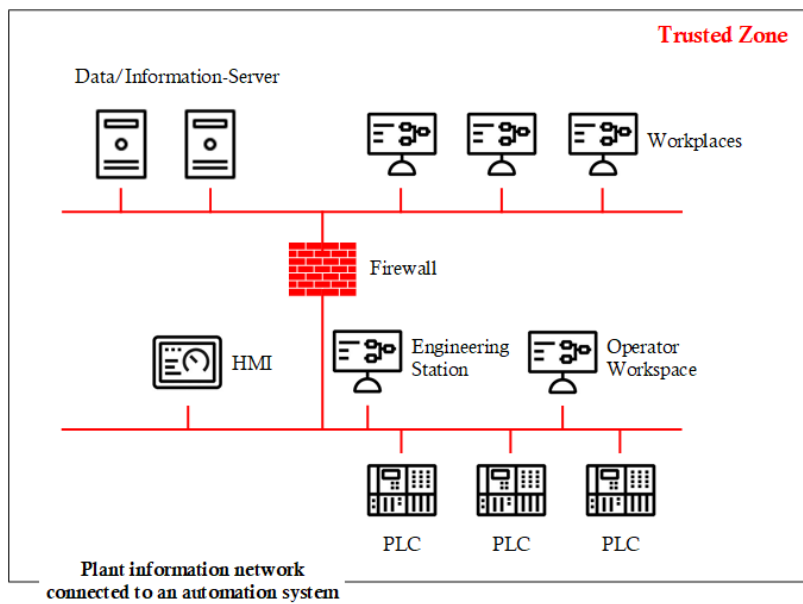 Trusted Zone
Data/Information-Server
Workplaces
Firewall
HMI
Engineering
Station
Operator
Workspace
PLC
PLC
PLC
Plant information network
connected to an automation system